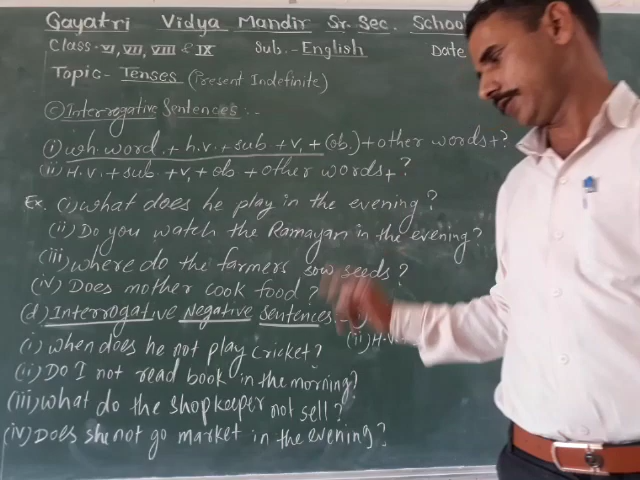 Gayatri Vidya Mandir Sr. Sec. School
Class - VI, VII, VIII & IX Sub. - English Date
Topic - Tenses (Present Indefinite)
(c) Interrogative Sentences :-
(i) wh. word. + h.v. + sub + v₁ + (ob.) + other words + ?
(ii) H.v. + sub. + v₁ + ob + other words + ?
Ex. (i) what does he play in the evening?
(ii) Do you watch the Ramayan in the evening?
(iii) where do the farmers sow seeds?
(iv) Does mother cook food?
(d) Interrogative Negative Sentences :- (i)
(ii) H.v.
(i) When does he not play cricket?
(ii) Do I not read book in the morning?
(iii) What do the shopkeeper not sell?
(iv) Does she not go market in the evening?